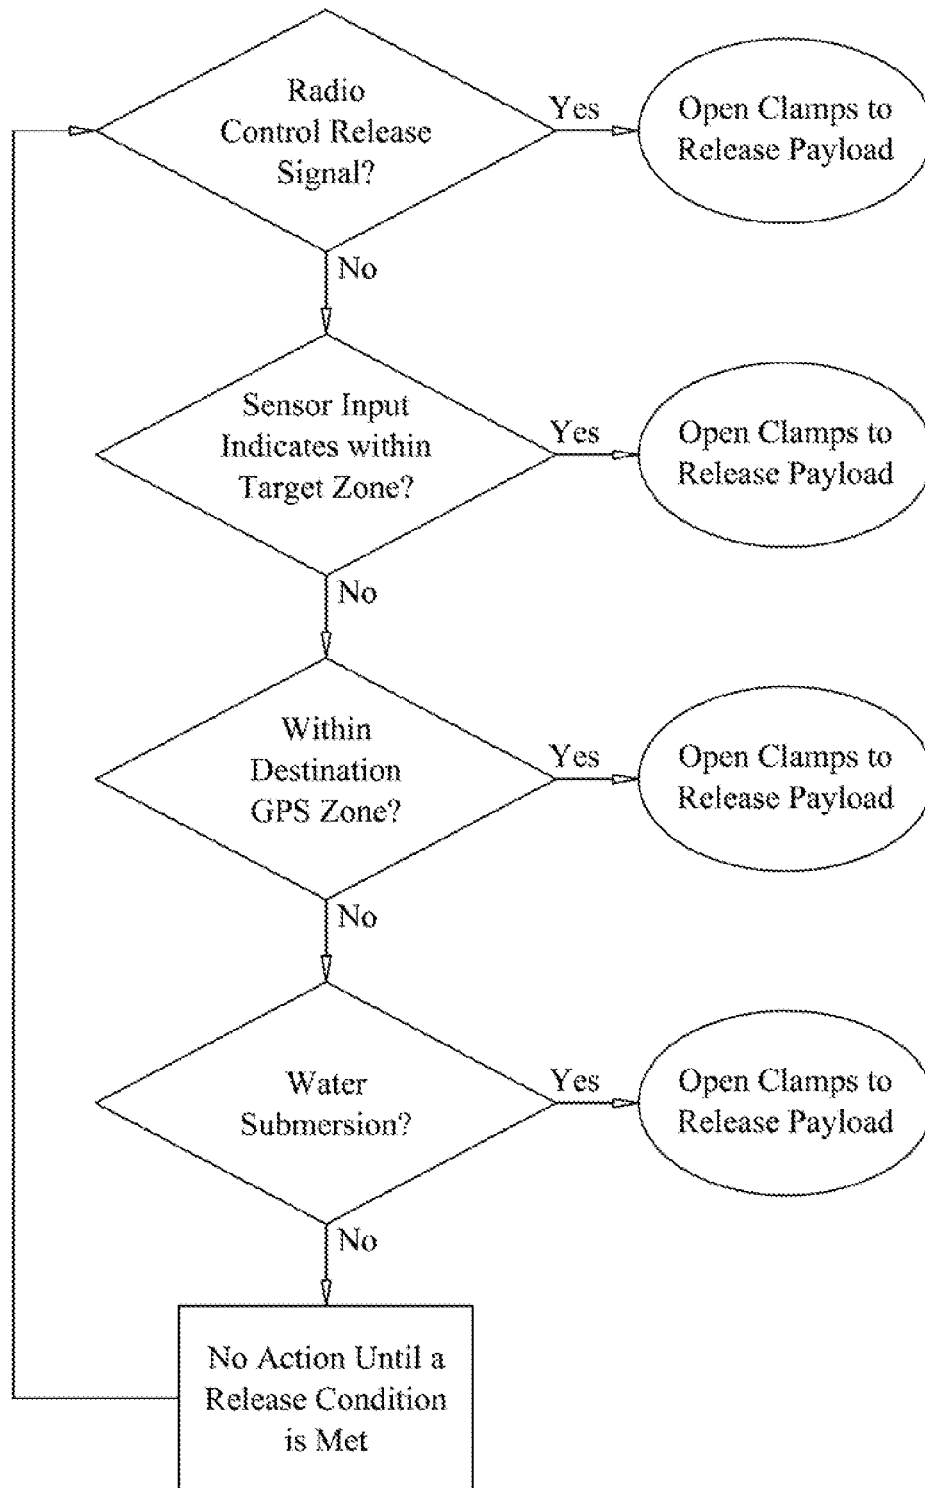 Radio
Control Release
Signal?
Yes
Open Clamps to
Release Payload
No
Sensor Input
Indicates within
Target Zone?
Yes
Open Clamps to
Release Payload
No
Within
Destination
GPS Zone?
Yes
Open Clamps to
Release Payload
No
Water
Submersion?
Yes
Open Clamps to
Release Payload
No
No Action Until a
Release Condition
is Met